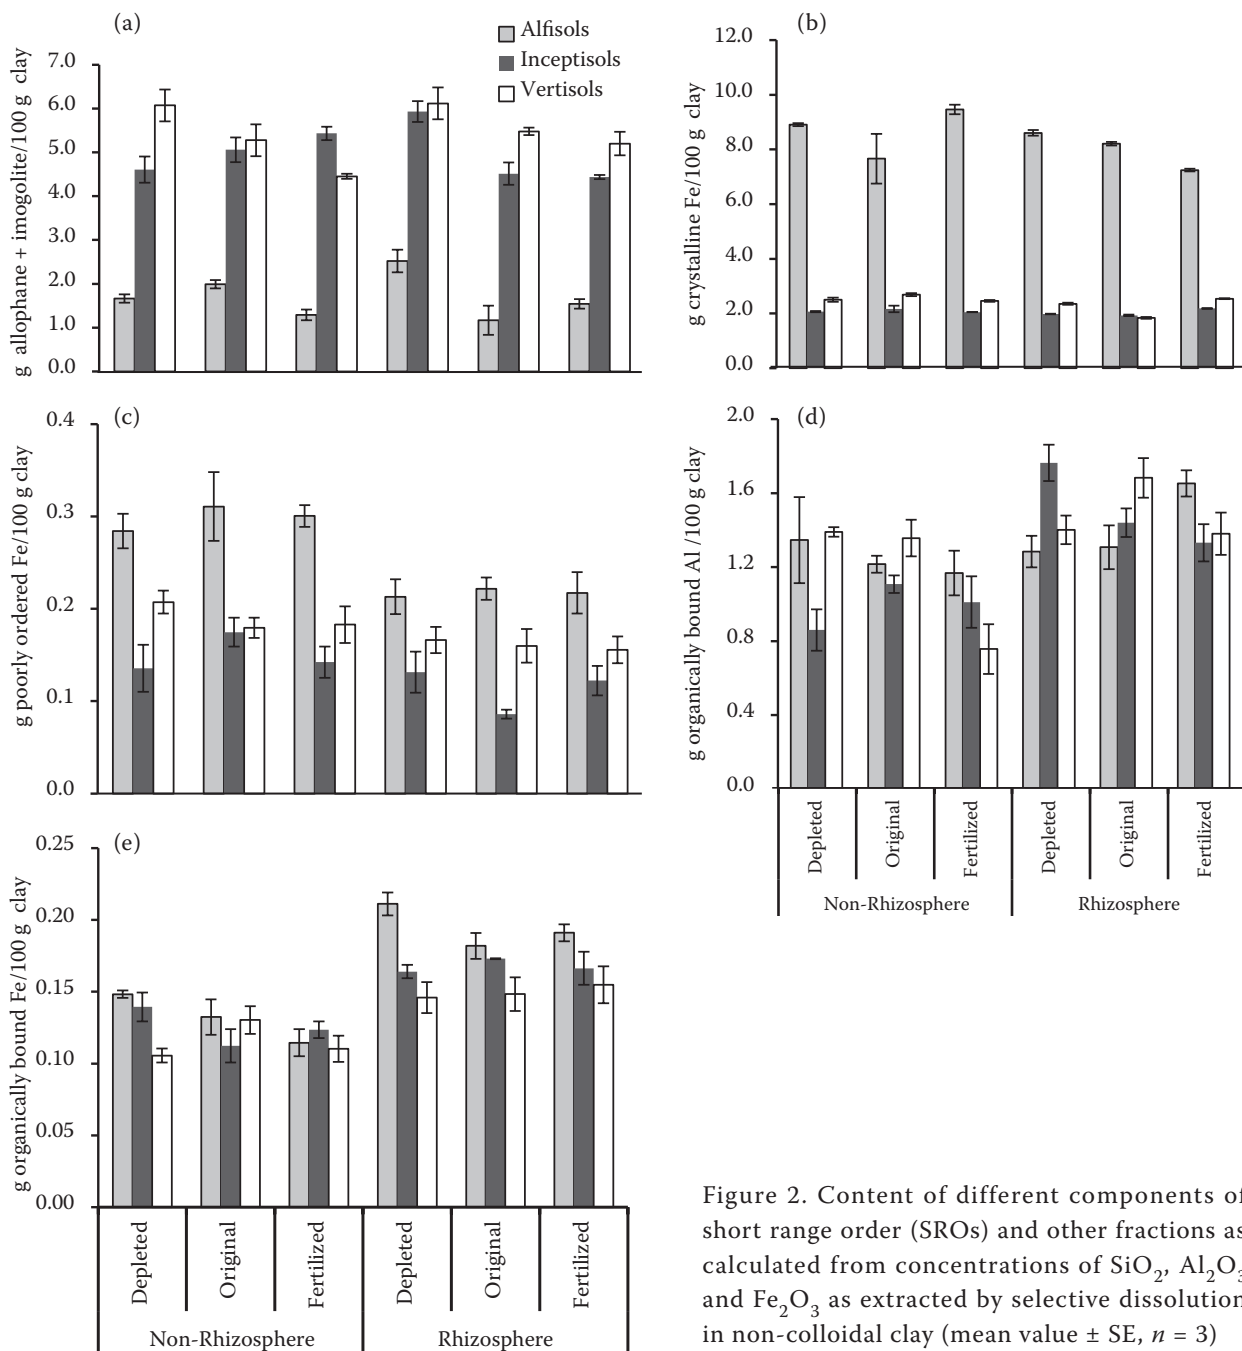 (a)
Alfisols
Inceptisols
Vertisols
g allophane + imogolite/100 g clay
7.0
6.0
5.0
4.0
3.0
2.0
1.0
0.0
(b)
g crystalline Fe/100 g clay
12.0
10.0
8.0
6.0
4.0
2.0
0.0
(c)
g poorly ordered Fe/100 g clay
0.4
0.3
0.2
0.1
0.0
(d)
g organically bound Al /100 g clay
2.0
1.6
1.2
0.8
0.4
0.0
Depleted
Original
Fertilized
Depleted
Original
Fertilized
Non-Rhizosphere
Rhizosphere
(e)
g organically bound Fe/100 g clay
0.25
0.20
0.15
0.10
0.05
0.00
Depleted
Original
Fertilized
Depleted
Original
Fertilized
Non-Rhizosphere
Rhizosphere
Figure 2. Content of different components of
short range order (SROs) and other fractions as
calculated from concentrations of SiO₂, Al₂O₃
and Fe₂O₃ as extracted by selective dissolution
in non-colloidal clay (mean value ± SE, n = 3)